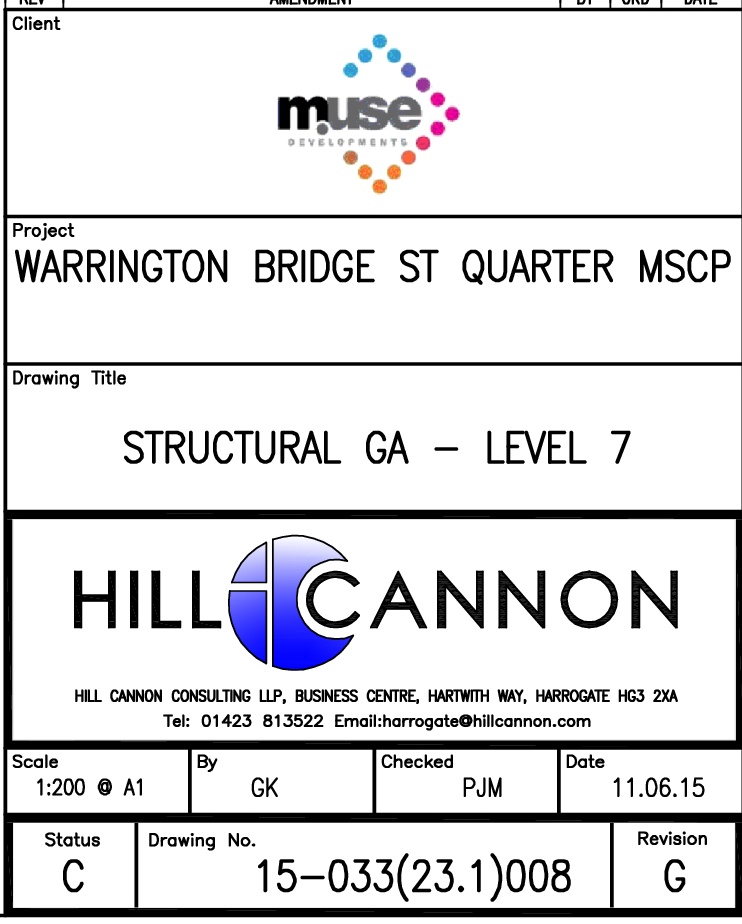 REV AMENDMENT BY CKD DATE
Client
muse
DEVELOPMENTS
Project
WARRINGTON BRIDGE ST QUARTER MSCP
Drawing Title
STRUCTURAL GA – LEVEL 7
HILL CANNON
HILL CANNON CONSULTING LLP, BUSINESS CENTRE, HARTWITH WAY, HARROGATE HG3 2XA
Tel: 01423 813522 Email:harrogate@hillcannon.com
Scale By Checked Date
1:200 @ A1 GK PJM 11.06.15
Status Drawing No. Revision
C 15-033(23.1)008 G